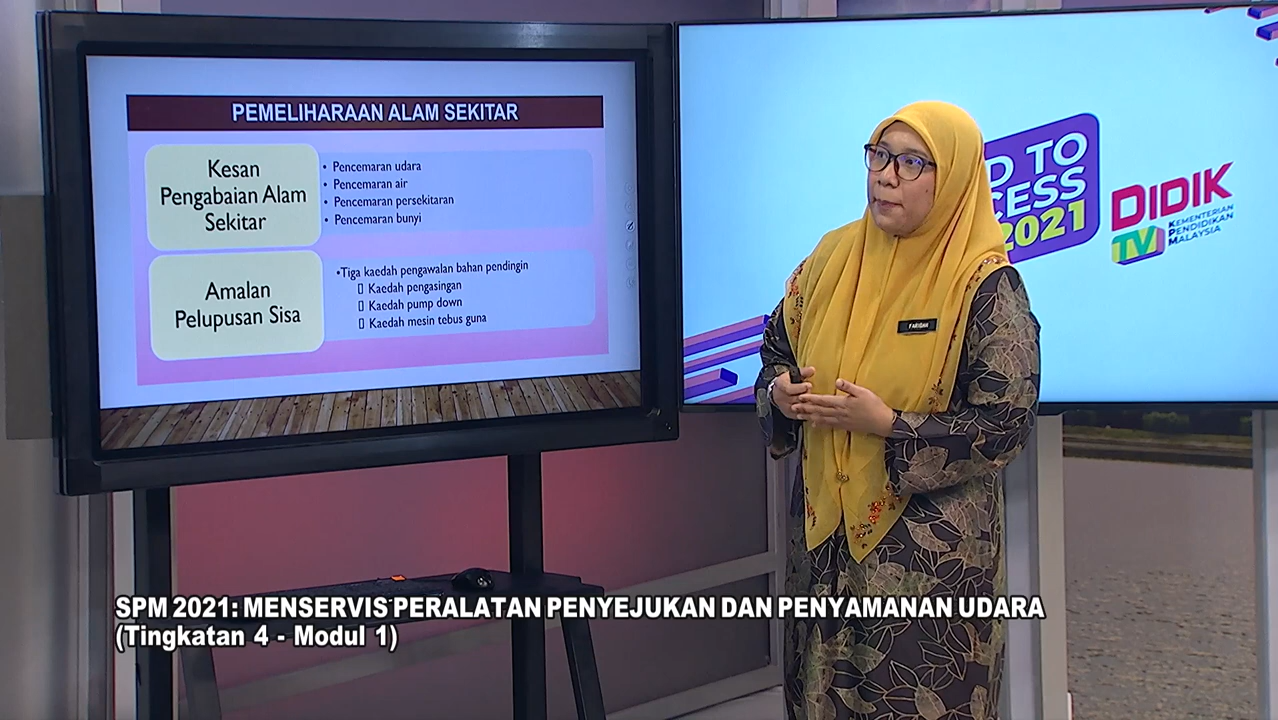 PEMELIHARAAN ALAM SEKITAR
Kesan
Pengabaian Alam
Sekitar
• Pencemaran udara
• Pencemaran air
• Pencemaran persekitaran
• Pencemaran bunyi
Amalan
Pelupusan Sisa
•Tiga kaedah pengawalan bahan pendingin
▯ Kaedah pengasingan
▯ Kaedah pump down
▯ Kaedah mesin tebus guna
D TO
CESS
2021
DIDIK
TV
KEMENTERIAN
PENDIDIKAN
MALAYSIA
SPM 2021: MENSERVIS PERALATAN PENYEJUKAN DAN PENYAMANAN UDARA
(Tingkatan 4 - Modul 1)